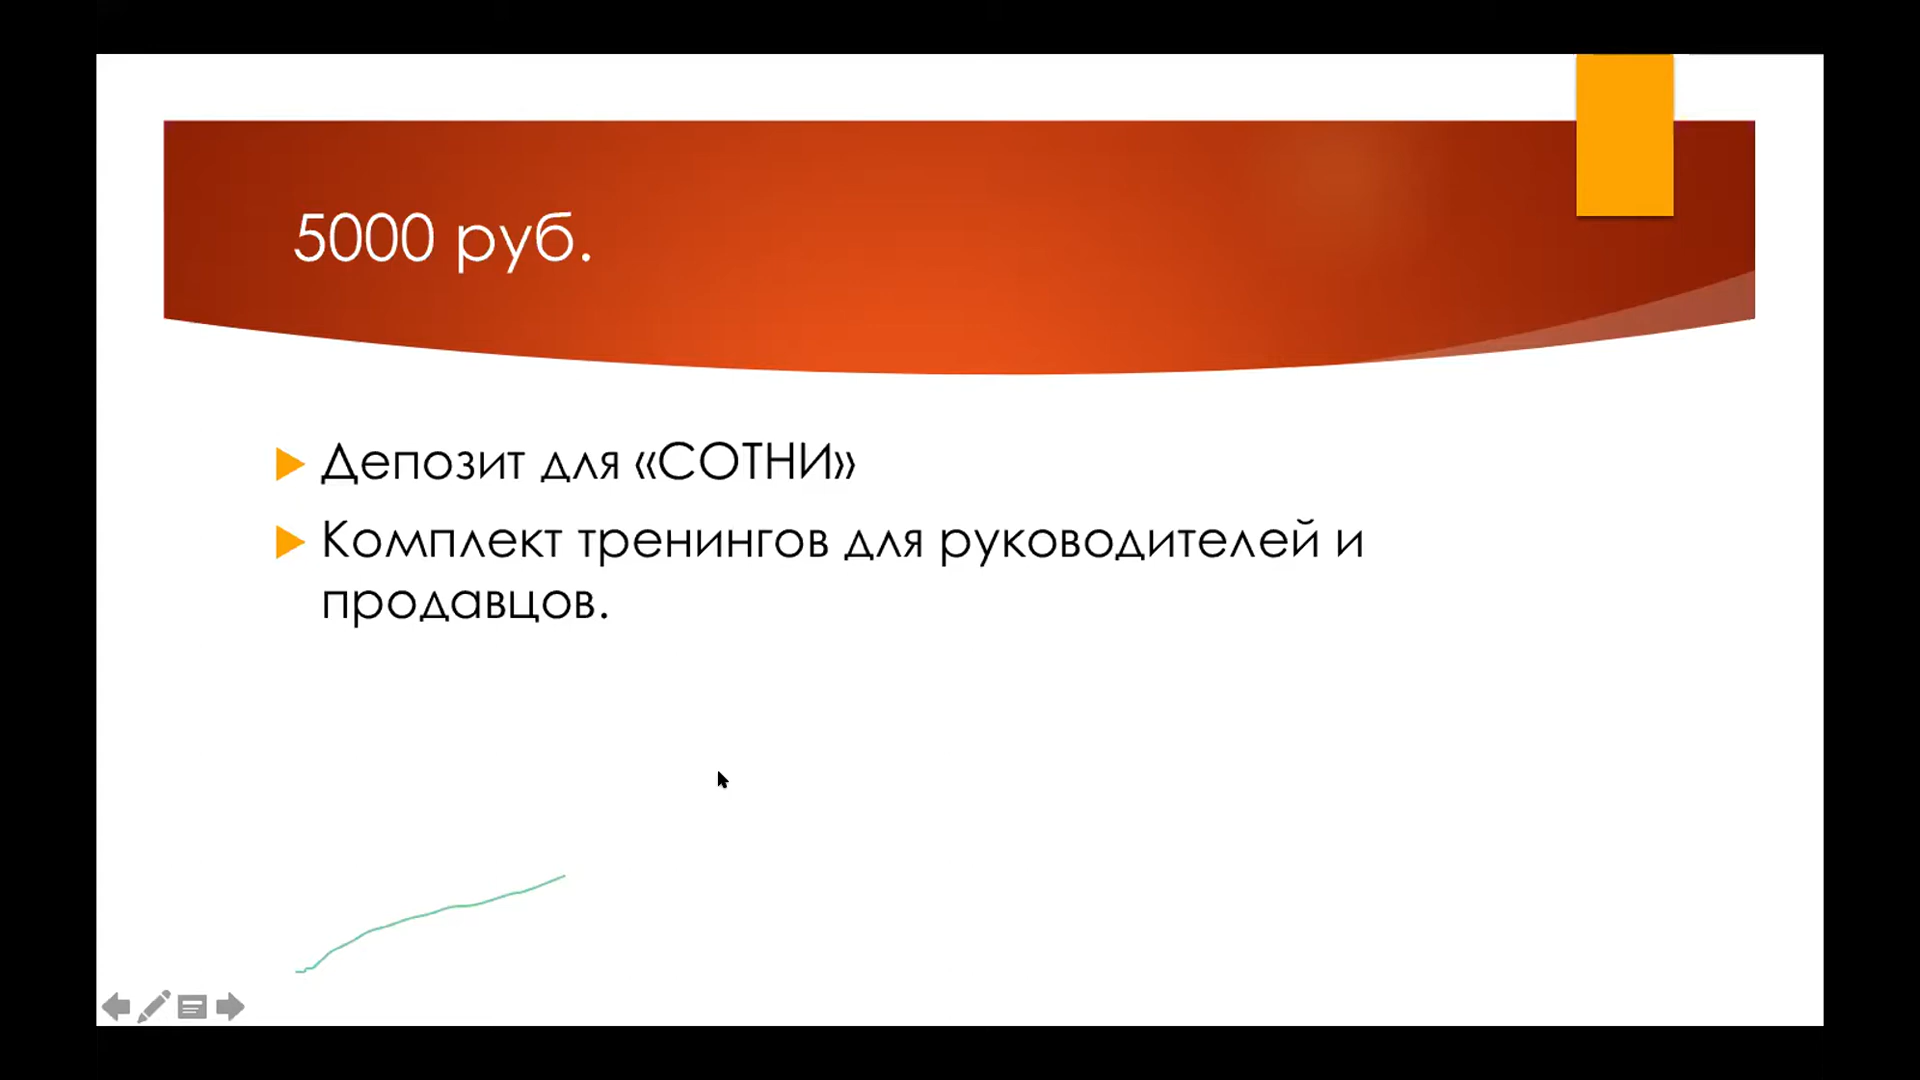 5000 руб.
Депозит для «СОТНИ»
Комплект тренингов для руководителей и
продавцов.